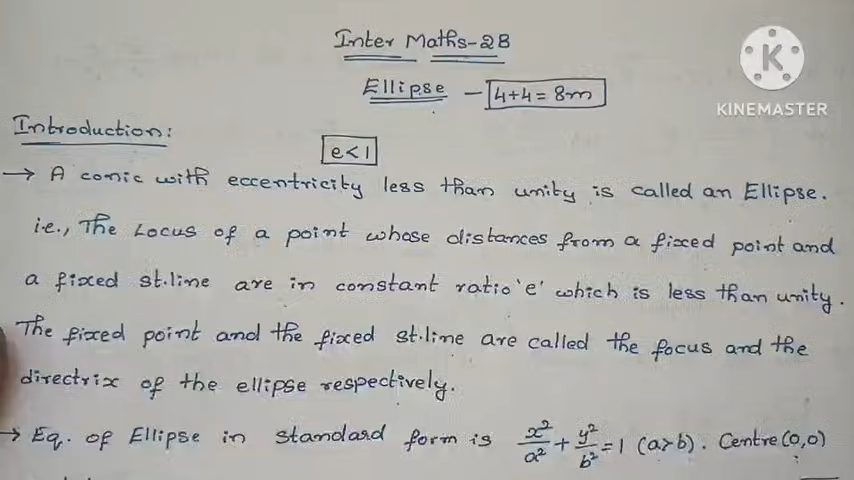 Inter Maths-2B
Ellipse - 4+4=8m
K
KINEMASTER
Introduction:
e<1
→ A conic with eccentricity less than unity is called an Ellipse.
i.e., The Locus of a point whose distances from a fixed point and
a fixed st.line are in constant ratio 'e' which is less than unity.
The fixed point and the fixed st.line are called the focus and the
directrix of the ellipse respectively.
→ Eq. of Ellipse in standard form is x²/a² + y²/b² = 1 (a>b). Centre (0,0)